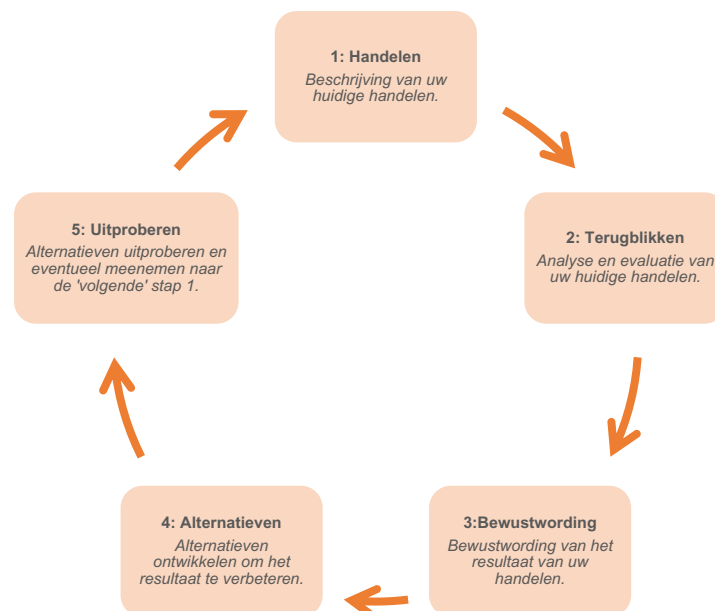 1: Handelen
Beschrijving van uw
huidige handelen.
2: Terugblikken
Analyse en evaluatie van
uw huidige handelen.
3:Bewustwording
Bewustwording van het
resultaat van uw
handelen.
4: Alternatieven
Alternatieven
ontwikkelen om het
resultaat te verbeteren.
5: Uitproberen
Alternatieven uitproberen en
eventueel meenemen naar
de 'volgende' stap 1.